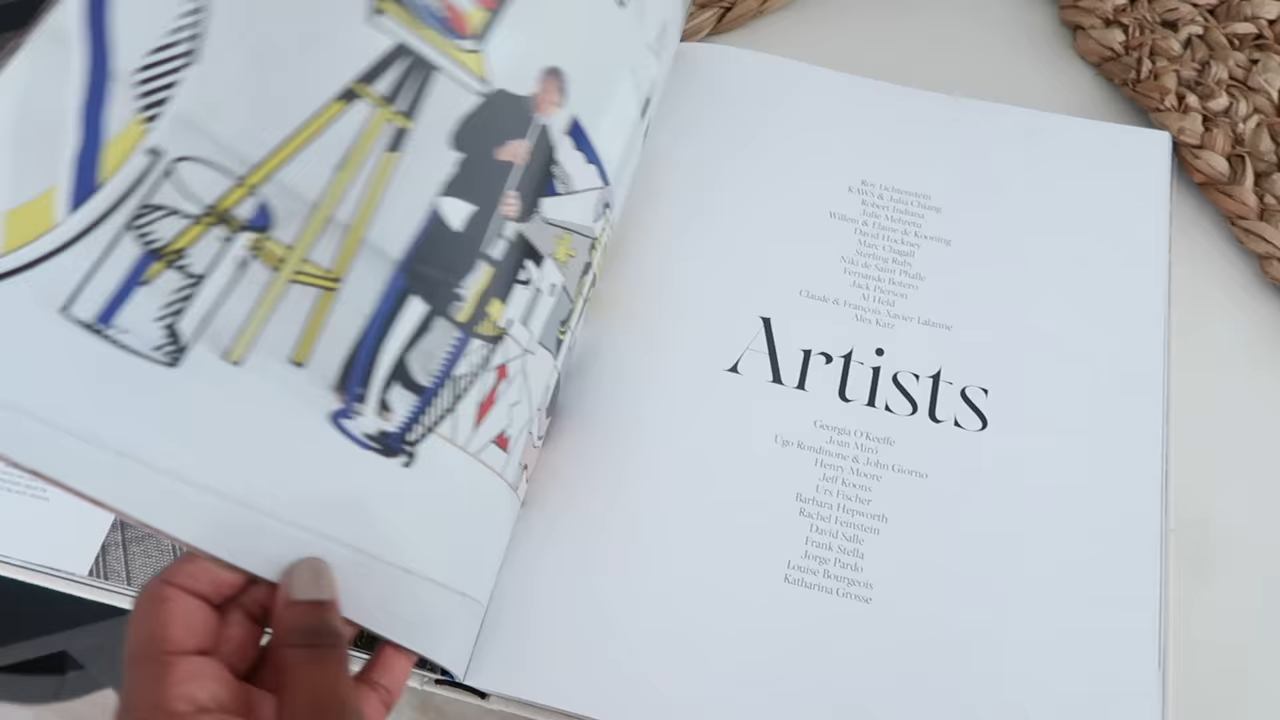 Roy Lichtenstein
KAWS & Julia Chiang
Robert Indiana
Julie Mehretu
Willem & Elaine de Kooning
David Hockney
Marc Chagall
Sterling Ruby
Niki de Saint Phalle
Fernando Botero
Jack Pierson
Al Held
Claude & François-Xavier Lalanne
Alex Katz
Artists
Georgia O'Keeffe
Joan Miró
Ugo Rondinone & John Giorno
Henry Moore
Jeff Koons
Urs Fischer
Barbara Hepworth
Rachel Feinstein
David Salle
Frank Stella
Jorge Pardo
Louise Bourgeois
Katharina Grosse